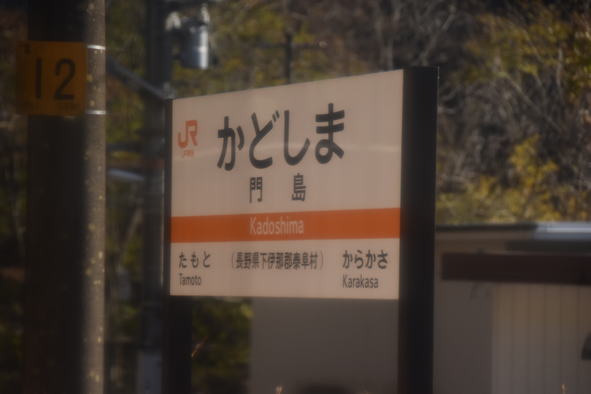 12
JR
かどしま
門島
Kadoshima
たもと （長野県下伊那郡泰阜村） からかさ
Tamoto Karakasa